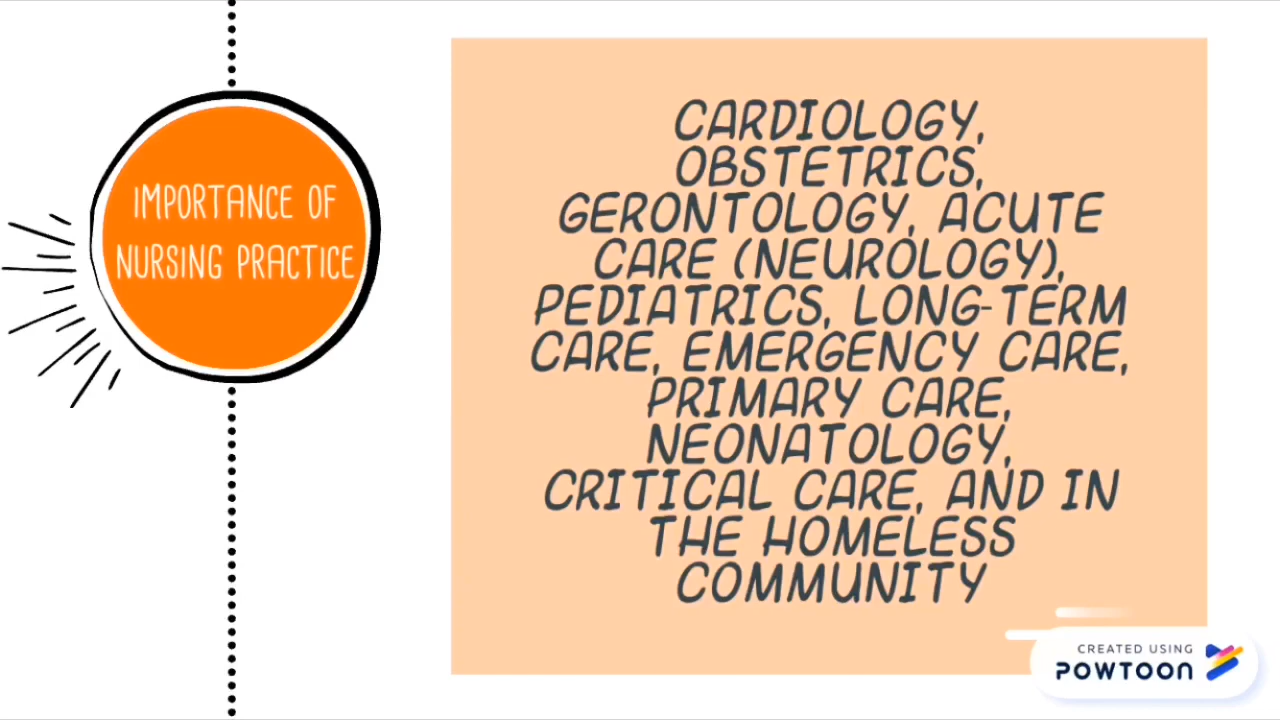 IMPORTANCE OF
NURSING PRACTICE
CARDIOLOGY,
OBSTETRICS,
GERONTOLOGY, ACUTE
CARE (NEUROLOGY),
PEDIATRICS, LONG-TERM
CARE, EMERGENCY CARE,
PRIMARY CARE,
NEONATOLOGY,
CRITICAL CARE, AND IN
THE HOMELESS
COMMUNITY
CREATED USING
POWTOON